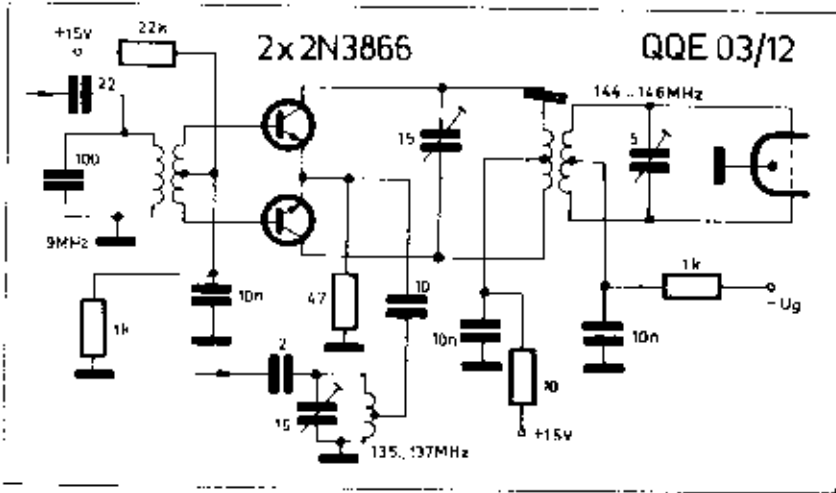 +15V
22k
2x2N3866
QQE 03/12
22
144...146MHz
100
15
5
9MHz
10n
47
10
1k
-Ug
1k
10n
10n
2
15
+15V
135...137MHz